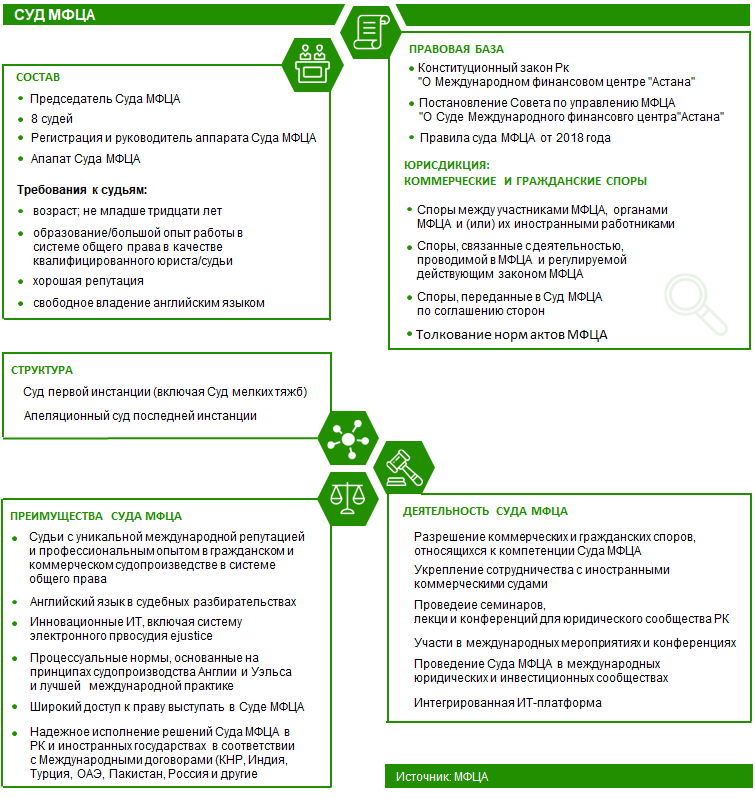 СУД МФЦА
СОСТАВ
• Председатель Суда МФЦА
• 8 судей
• Регистрация и руководитель аппарата Суда МФЦА
• Апапат Суда МФЦА
Требования к судьям:
• возраст; не младше тридцати лет
• образование/большой опыт работы в
системе общего права в качестве
квалифицированного юриста/судьи
• хорошая репутация
• свободное владение английским языком
ПРАВОВАЯ БАЗА
• Конституционный закон Рк
"О Международном финансовом центре "Астана"
• Постановление Совета по управлению МФЦА
"О Суде Международного финансовго центра"Астана"
• Правила суда МФЦА от 2018 года
ЮРИСДИКЦИЯ:
КОММЕРЧЕСКИЕ И ГРАЖДАНСКИЕ СПОРЫ
• Споры между участниками МФЦА, органами
МФЦА и (или) их иностранными работниками
• Споры, связанные с деятельностью,
проводимой в МФЦА и регулируемой
действующим законом МФЦА
• Споры, переданные в Суд МФЦА
по соглашению сторон
• Толкование норм актов МФЦА
СТРУКТУРА
Суд первой инстанции (включая Суд мелких тяжб)
Апеляционный суд последней инстанции
ПРЕИМУЩЕСТВА СУДА МФЦА
• Судьи с уникальной международной репутацией
и профессиональным опытом в гражданском и
коммерческом судопроизведстве в системе
общего права
• Английский язык в судебных разбирательствах
• Инновационные ИТ, включая систему
электронного првосудия ejustice
• Процессуальные нормы, основанные на
принципах судопроизводства Англии и Уэльса
и лучшей международной практике
• Широкий доступ к праву выступать в Суде МФЦА
• Надежное исполнение решений Суда МФЦА в
РК и иностранных государствах в соответствии
с Международными договорами (КНР, Индия,
Турция, ОАЭ, Пакистан, Россия и другие
ДЕЯТЕЛЬНОСТЬ СУДА МФЦА
Разрешение коммерческих и гражданских споров,
относящихся к компетенции Суда МФЦА
Укрепление сотрудничества с иностранными
коммерческими судами
Проведеие семинаров,
лекци и конференций для юридического сообщества РК
Участи в международных мероприятиях и конференциях
Проведение Суда МФЦА в международных
юридических и инвестиционных сообществах
Интегрированная ИТ-платформа
Источник: МФЦА